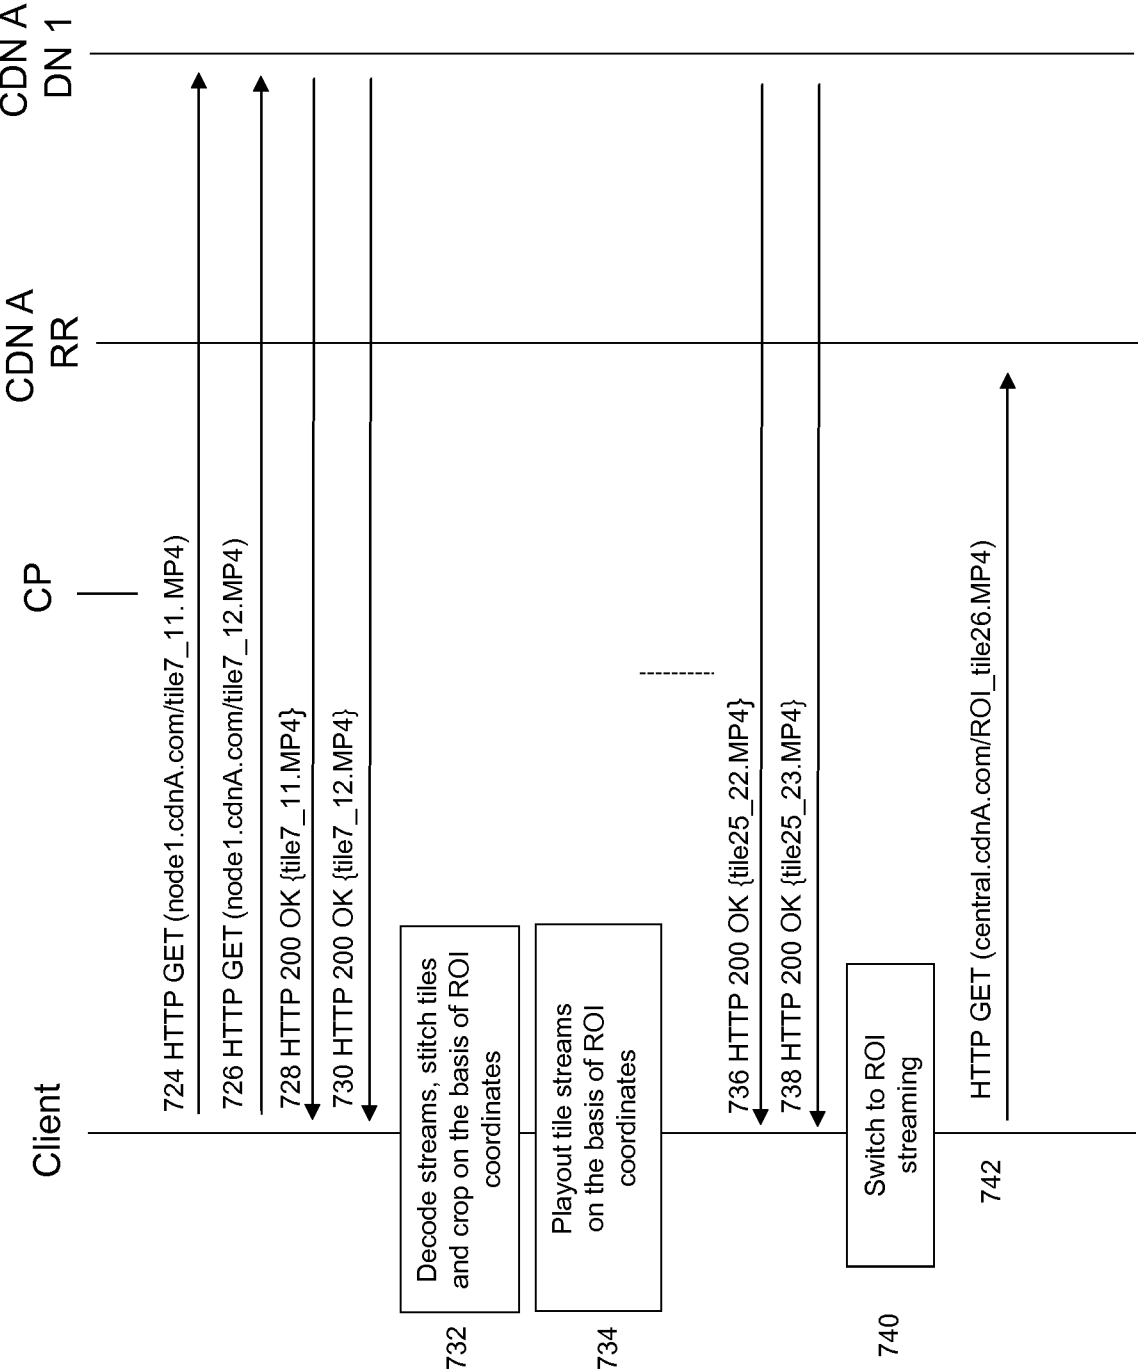 Client
CP
CDN A
RR
CDN A
DN 1
724 HTTP GET (node1.cdnA.com/tile7_11. MP4)
726 HTTP GET (node1.cdnA.com/tile7_12.MP4)
728 HTTP 200 OK {tile7_11.MP4}
730 HTTP 200 OK {tile7_12.MP4}
732
Decode streams, stitch tiles
and crop on the basis of ROI
coordinates
734
Playout tile streams
on the basis of ROI
coordinates
736 HTTP 200 OK {tile25_22.MP4}
738 HTTP 200 OK {tile25_23.MP4}
740
Switch to ROI
streaming
742
HTTP GET (central.cdnA.com/ROI_tile26.MP4)